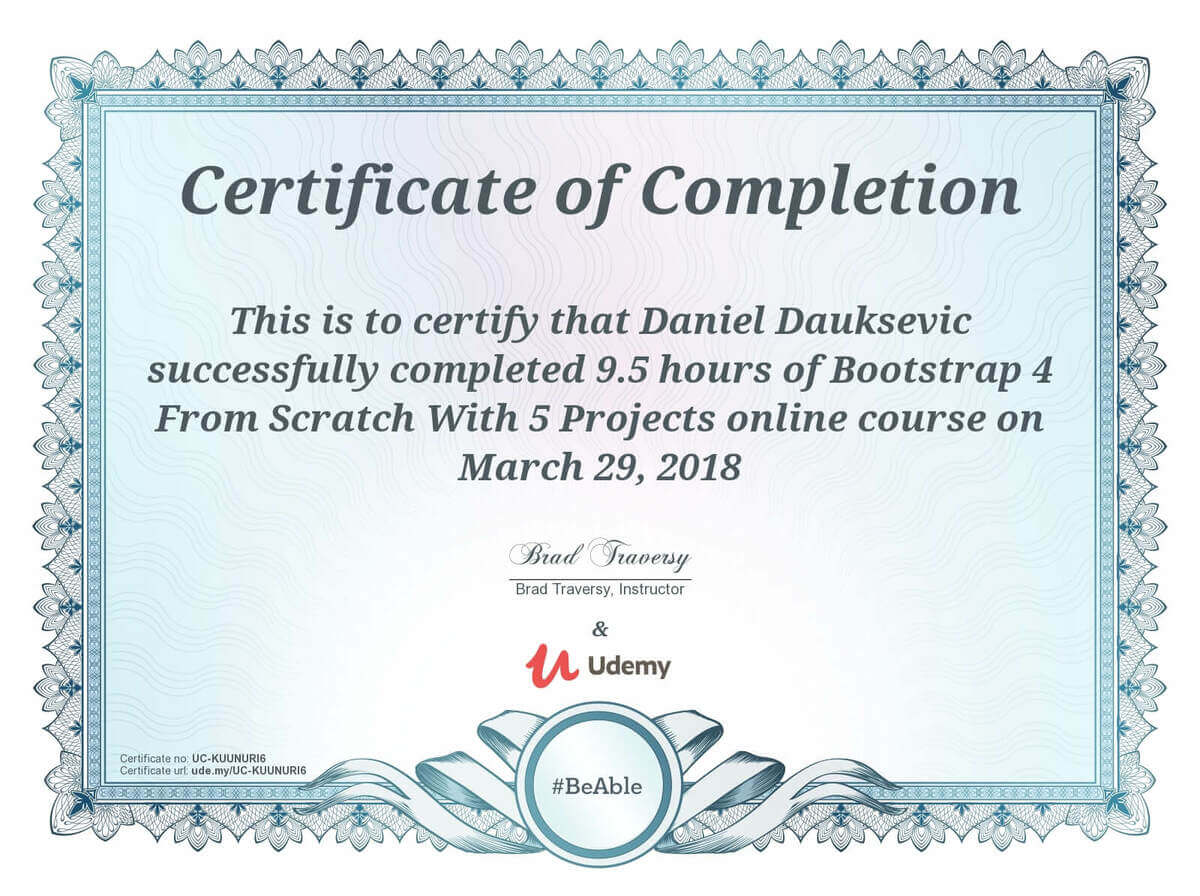 Certificate of Completion
This is to certify that Daniel Dauksevic
successfully completed 9.5 hours of Bootstrap 4
From Scratch With 5 Projects online course on
March 29, 2018
Brad Traversy
Brad Traversy, Instructor
&
Udemy
Certificate no: UC-KUUNURI6
Certificate url: ude.my/UC-KUUNURI6
#BeAble